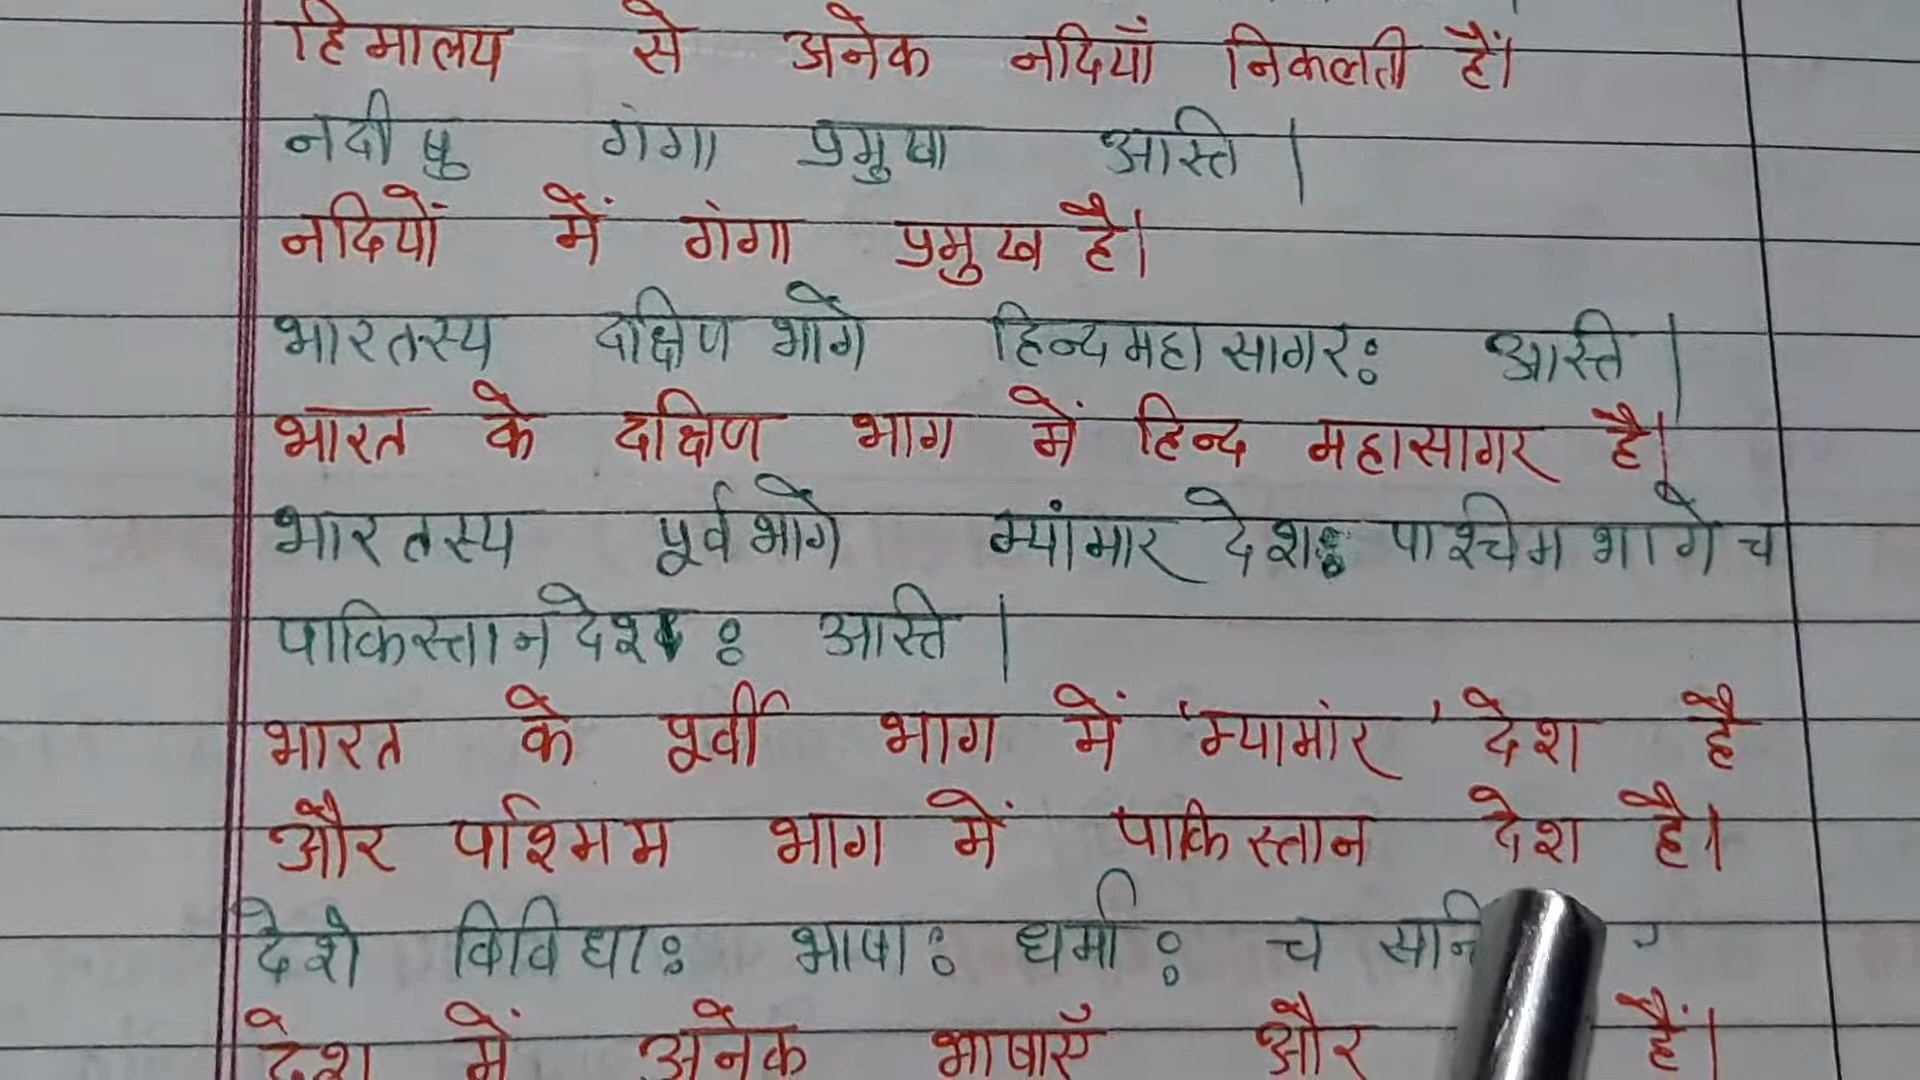 हिमालय से अनेक नदियाँ निकलती हैं।
नदीषु गंगा प्रमुखा अस्ति |
नदियों में गंगा प्रमुख है।
भारतस्य दक्षिण भागे हिन्दमहासागरः अस्ति |
भारत के दक्षिण भाग में हिन्द महासागर है।
भारतस्य पूर्वभागे म्यांमार देशः पश्चिम भागे च
पाकिस्तान देशः अस्ति |
भारत के पूर्वी भाग में 'म्यामांर' देश है
और पश्मिम भाग में पाकिस्तान देश है।
देशे विविधाः भाषाः धर्माः च
देश में अनेक भाषाएँ और हैं।